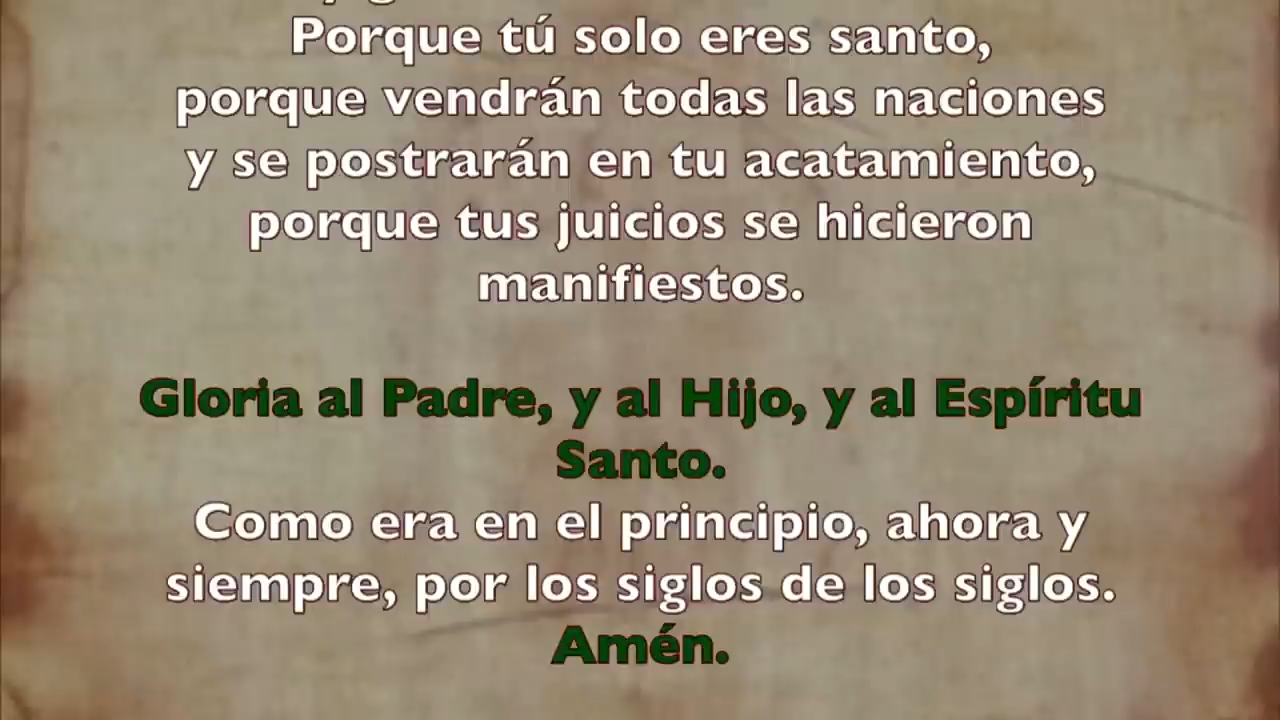 Porque tú solo eres santo,
porque vendrán todas las naciones
y se postrarán en tu acatamiento,
porque tus juicios se hicieron
manifiestos.
Gloria al Padre, y al Hijo, y al Espíritu
Santo.
Como era en el principio, ahora y
siempre, por los siglos de los siglos.
Amén.